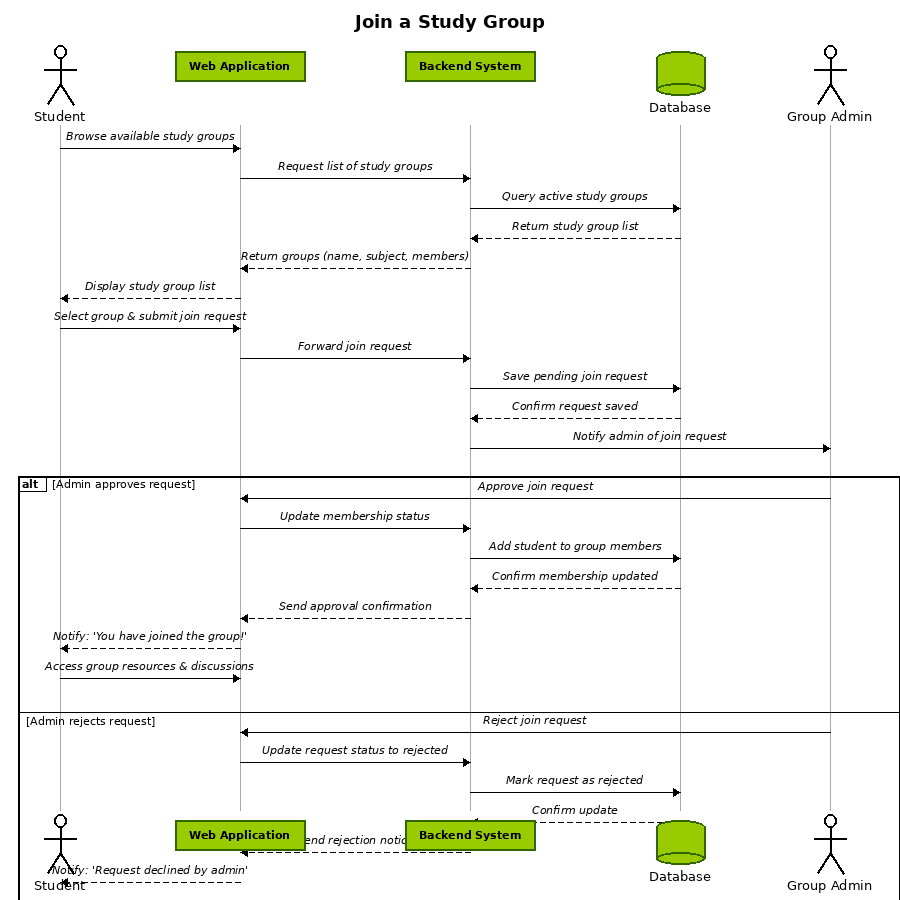 Join a Study Group
Student
Web Application
Backend System
Database
Group Admin
Browse available study groups
Request list of study groups
Query active study groups
Return study group list
Return groups (name, subject, members)
Display study group list
Select group & submit join request
Forward join request
Save pending join request
Confirm request saved
Notify admin of join request
alt [Admin approves request]
Approve join request
Update membership status
Add student to group members
Confirm membership updated
Send approval confirmation
Notify: 'You have joined the group!'
Access group resources & discussions
[Admin rejects request]
Reject join request
Update request status to rejected
Mark request as rejected
Confirm update
Web Application
Backend System
rejection
Notify: 'Request declined by admin'
Student
Database
Group Admin